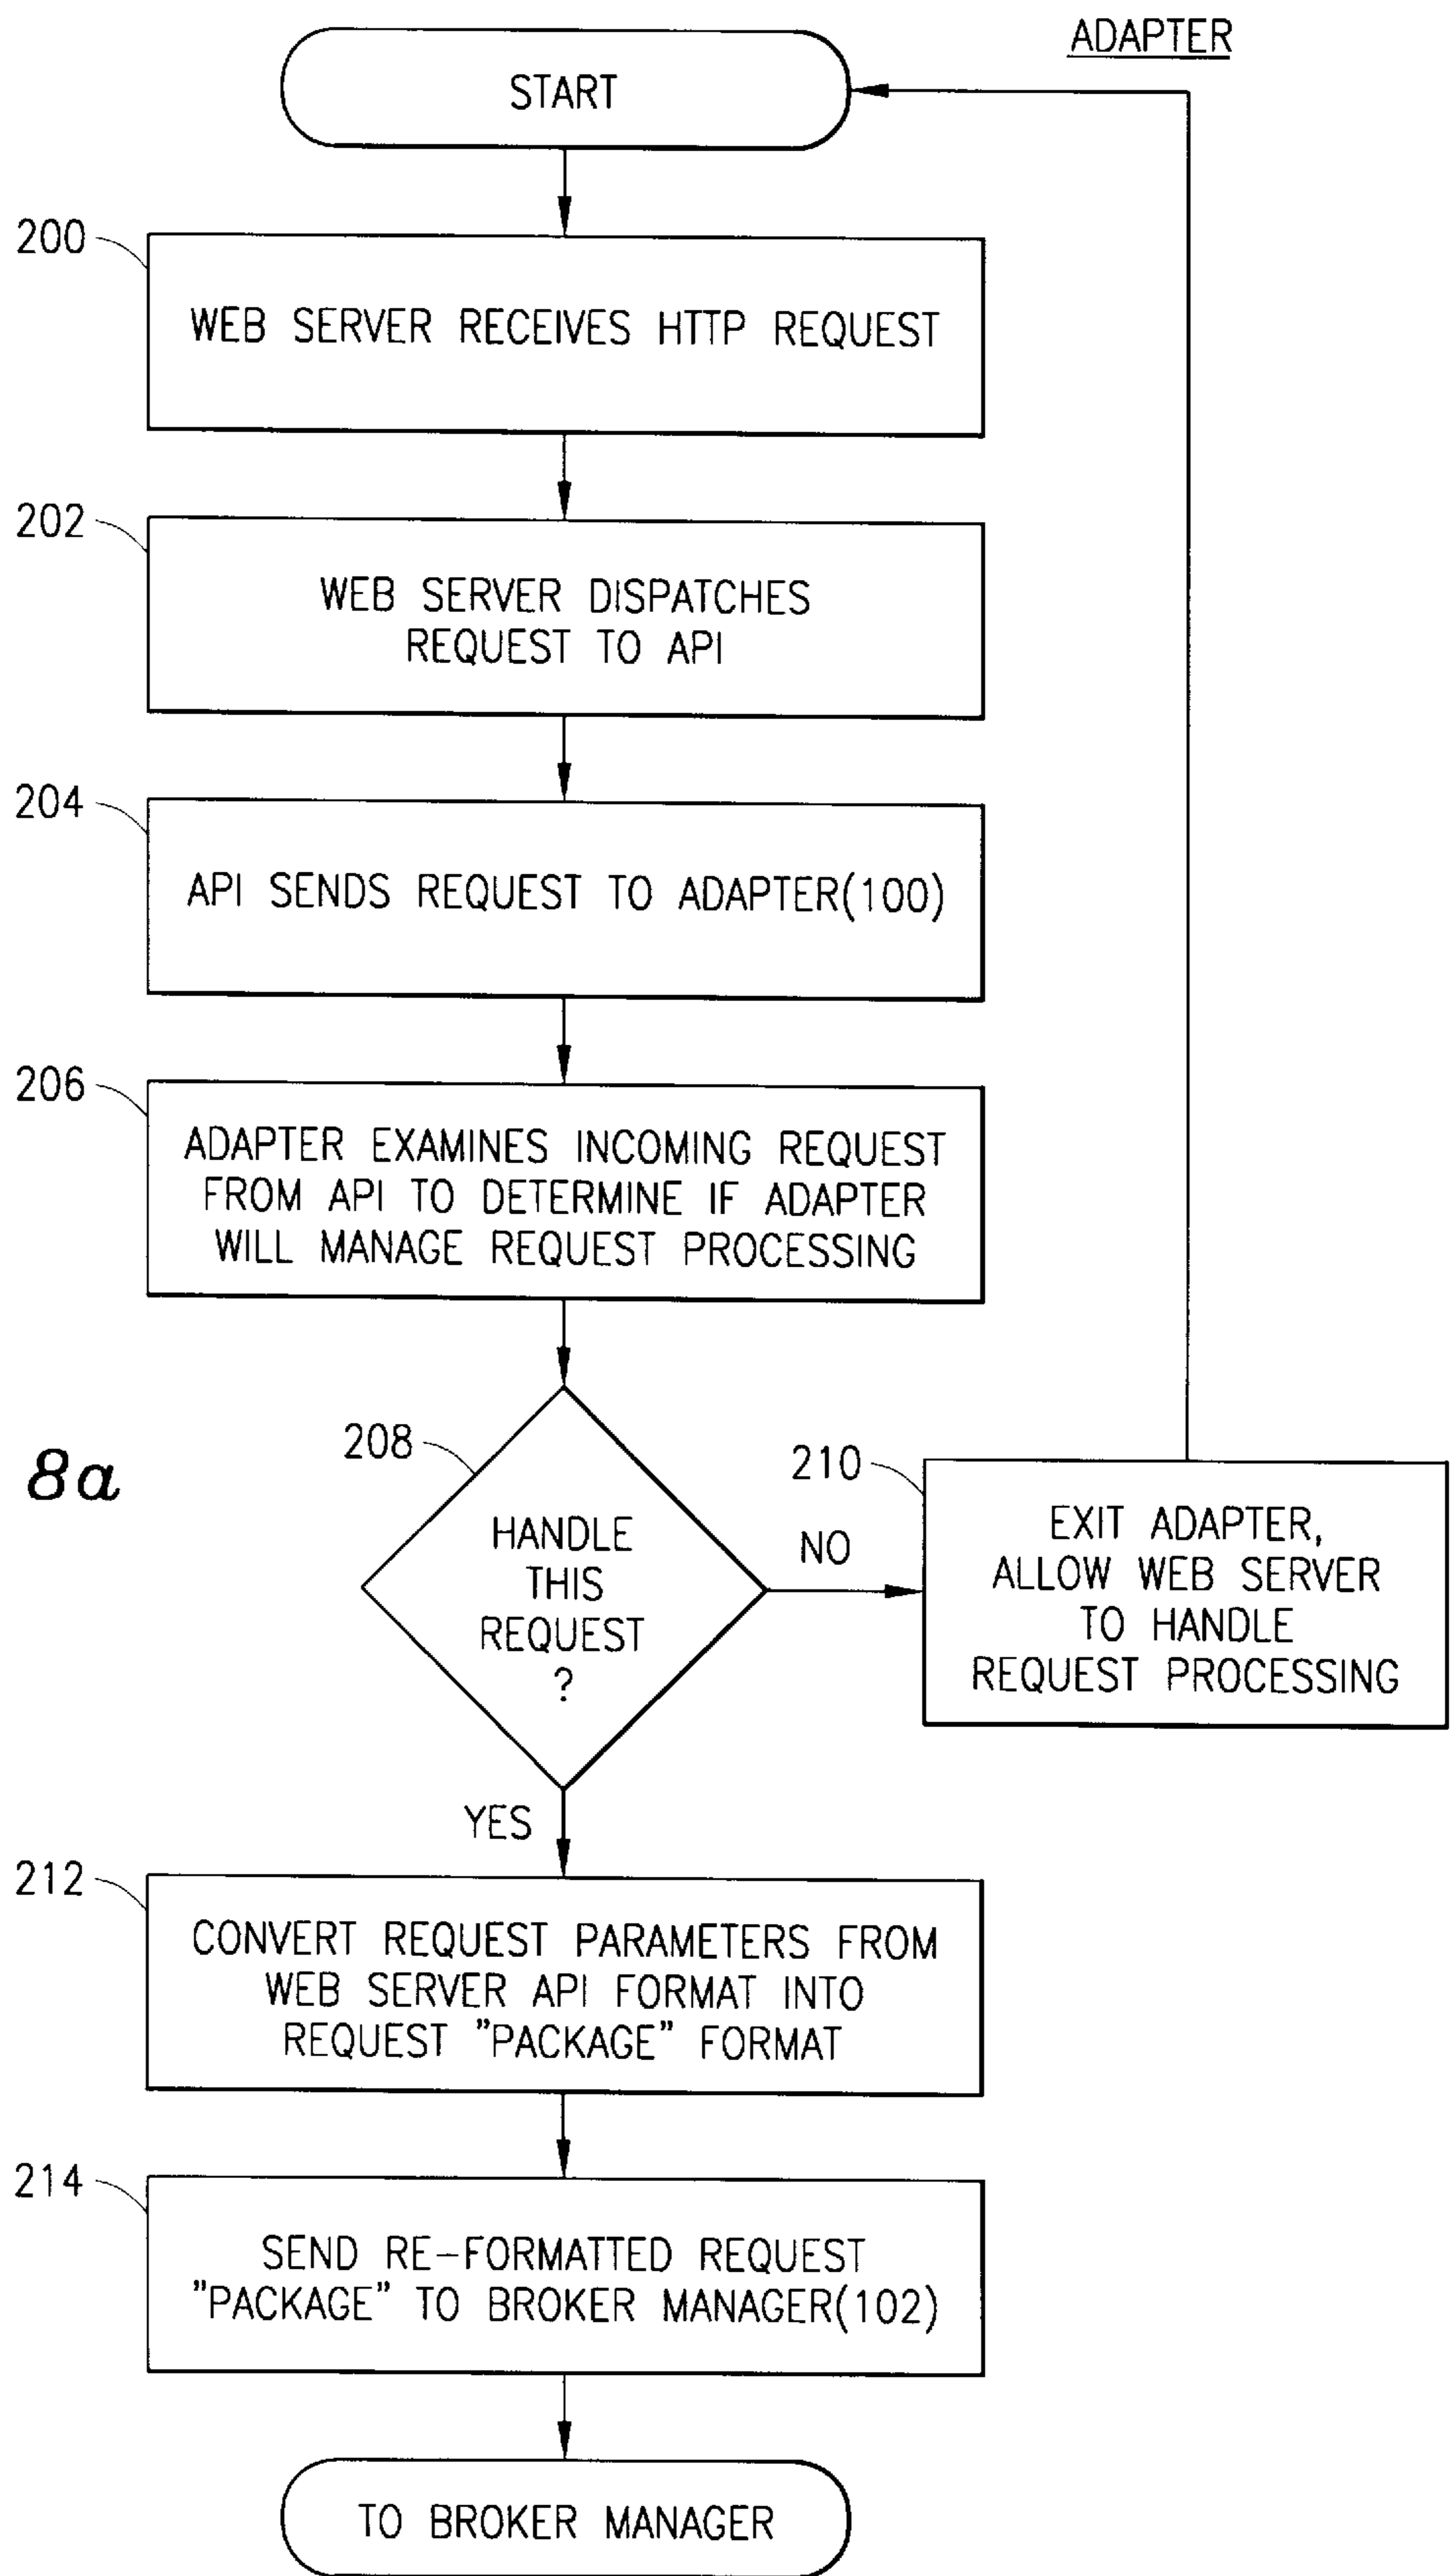 ADAPTER
START
200
WEB SERVER RECEIVES HTTP REQUEST
202
WEB SERVER DISPATCHES
REQUEST TO API
204
API SENDS REQUEST TO ADAPTER(100)
206
ADAPTER EXAMINES INCOMING REQUEST
FROM API TO DETERMINE IF ADAPTER
WILL MANAGE REQUEST PROCESSING
8a
208
HANDLE
THIS
REQUEST
?
NO
210
EXIT ADAPTER,
ALLOW WEB SERVER
TO HANDLE
REQUEST PROCESSING
YES
212
CONVERT REQUEST PARAMETERS FROM
WEB SERVER API FORMAT INTO
REQUEST ”PACKAGE” FORMAT
214
SEND RE–FORMATTED REQUEST
”PACKAGE” TO BROKER MANAGER(102)
TO BROKER MANAGER